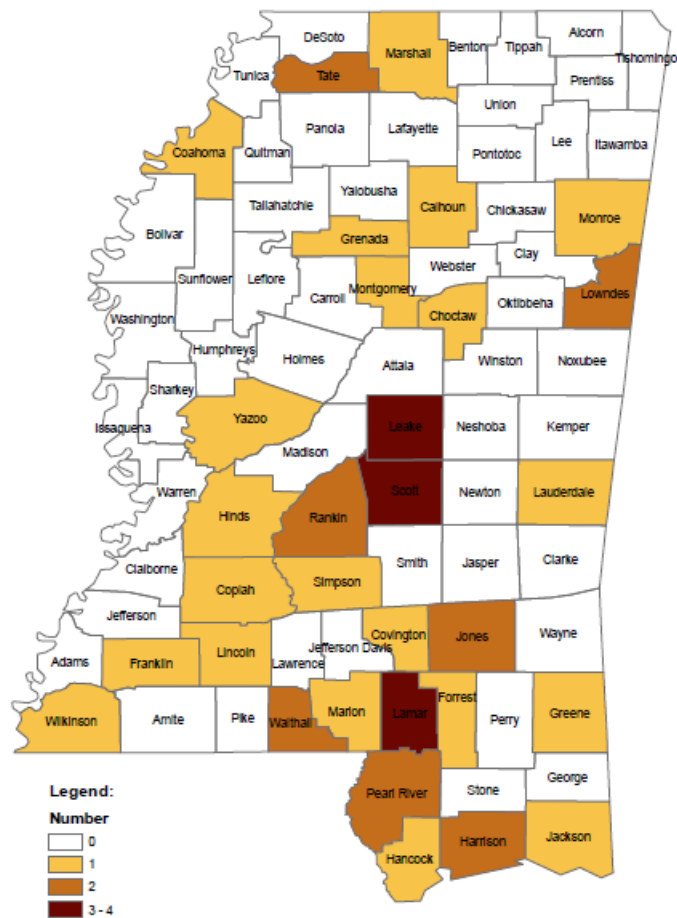 DeSoto
Marshall
Benton
Tippah
Alcorn
Tishomingo
Tunica
Tate
Prentiss
Union
Panola
Lafayette
Lee
Itawamba
Coahoma
Quitman
Pontotoc
Yalobusha
Tallahatchie
Calhoun
Chickasaw
Monroe
Bolivar
Grenada
Clay
Webster
Sunflower
Leflore
Montgomery
Carroll
Lowndes
Oktibbeha
Choctaw
Washington
Humphreys
Holmes
Attala
Winston
Noxubee
Sharkey
Yazoo
Issaquena
Leake
Neshoba
Kemper
Madison
Warren
Scott
Newton
Lauderdale
Hinds
Rankin
Claiborne
Copiah
Simpson
Smith
Jasper
Clarke
Jefferson
Covington
Jones
Wayne
Adams
Franklin
Lincoln
Lawrence
Jefferson Davis
Wilkinson
Amite
Pike
Walthall
Marion
Lamar
Forrest
Perry
Greene
Pearl River
Stone
George
Hancock
Harrison
Jackson
Legend:
Number
0
1
2
3 - 4